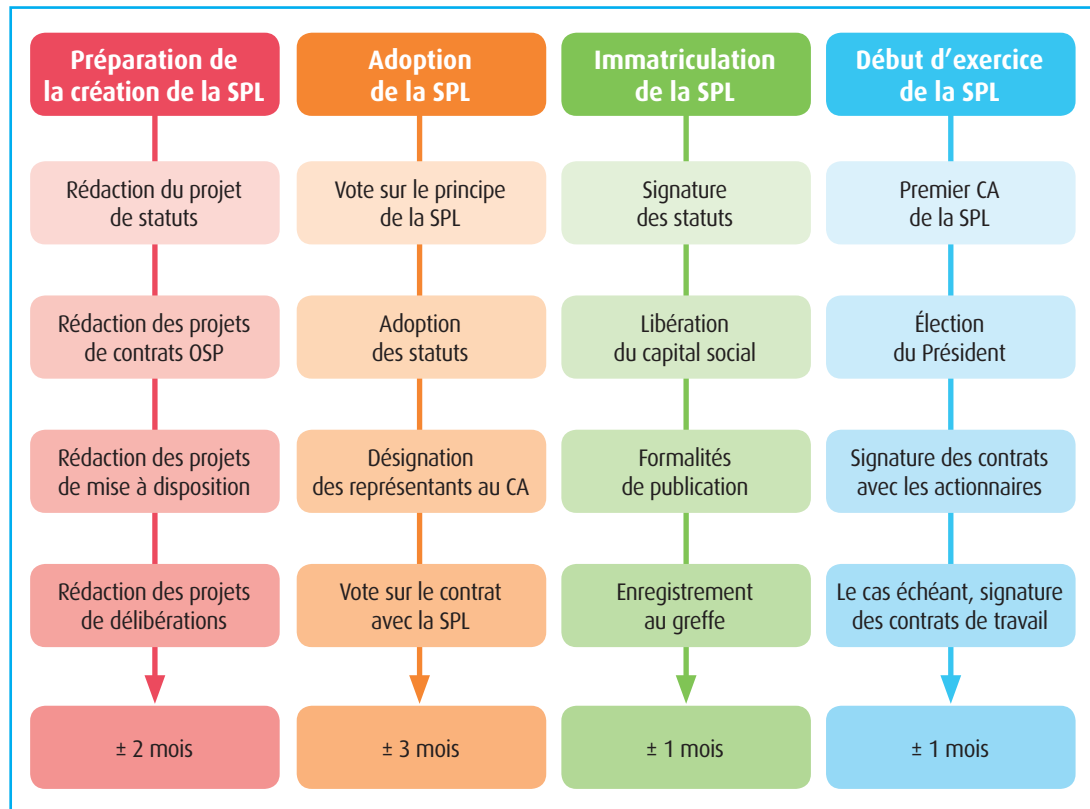 Préparation de
la création de la SPL
Rédaction du projet
de statuts
Rédaction des projets
de contrats OSP
Rédaction des projets
de mise à disposition
Rédaction des projets
de délibérations
± 2 mois
Adoption
de la SPL
Vote sur le principe
de la SPL
Adoption
des statuts
Désignation
des représentants au CA
Vote sur le contrat
avec la SPL
± 3 mois
Immatriculation
de la SPL
Signature
des statuts
Libération
du capital social
Formalités
de publication
Enregistrement
au greffe
± 1 mois
Début d’exercice
de la SPL
Premier CA
de la SPL
Élection
du Président
Signature des contrats
avec les actionnaires
Le cas échéant, signature
des contrats de travail
± 1 mois